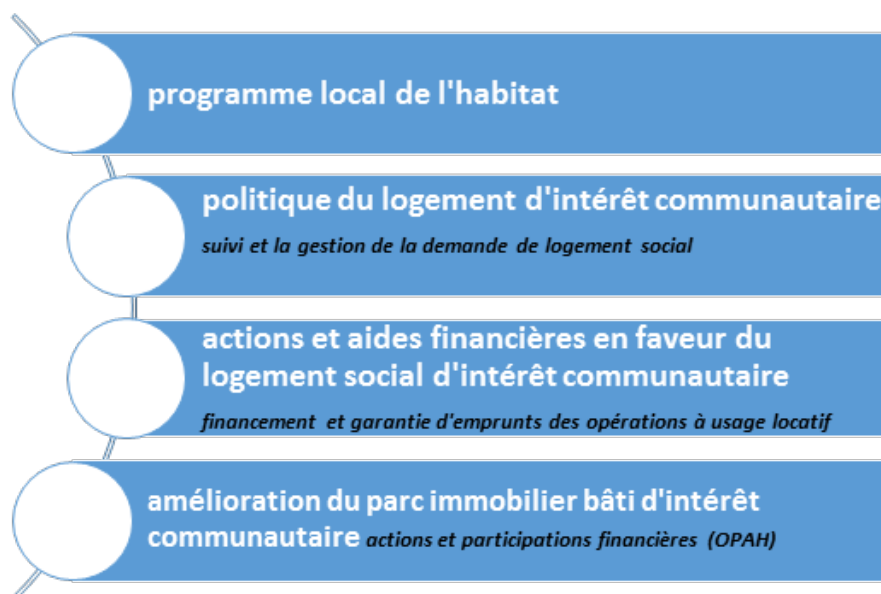 programme local de l'habitat
politique du logement d'intérêt communautaire
suivi et la gestion de la demande de logement social
actions et aides financières en faveur du
logement social d'intérêt communautaire
financement et garantie d'emprunts des opérations à usage locatif
amélioration du parc immobilier bâti d'intérêt
communautaire actions et participations financières (OPAH)